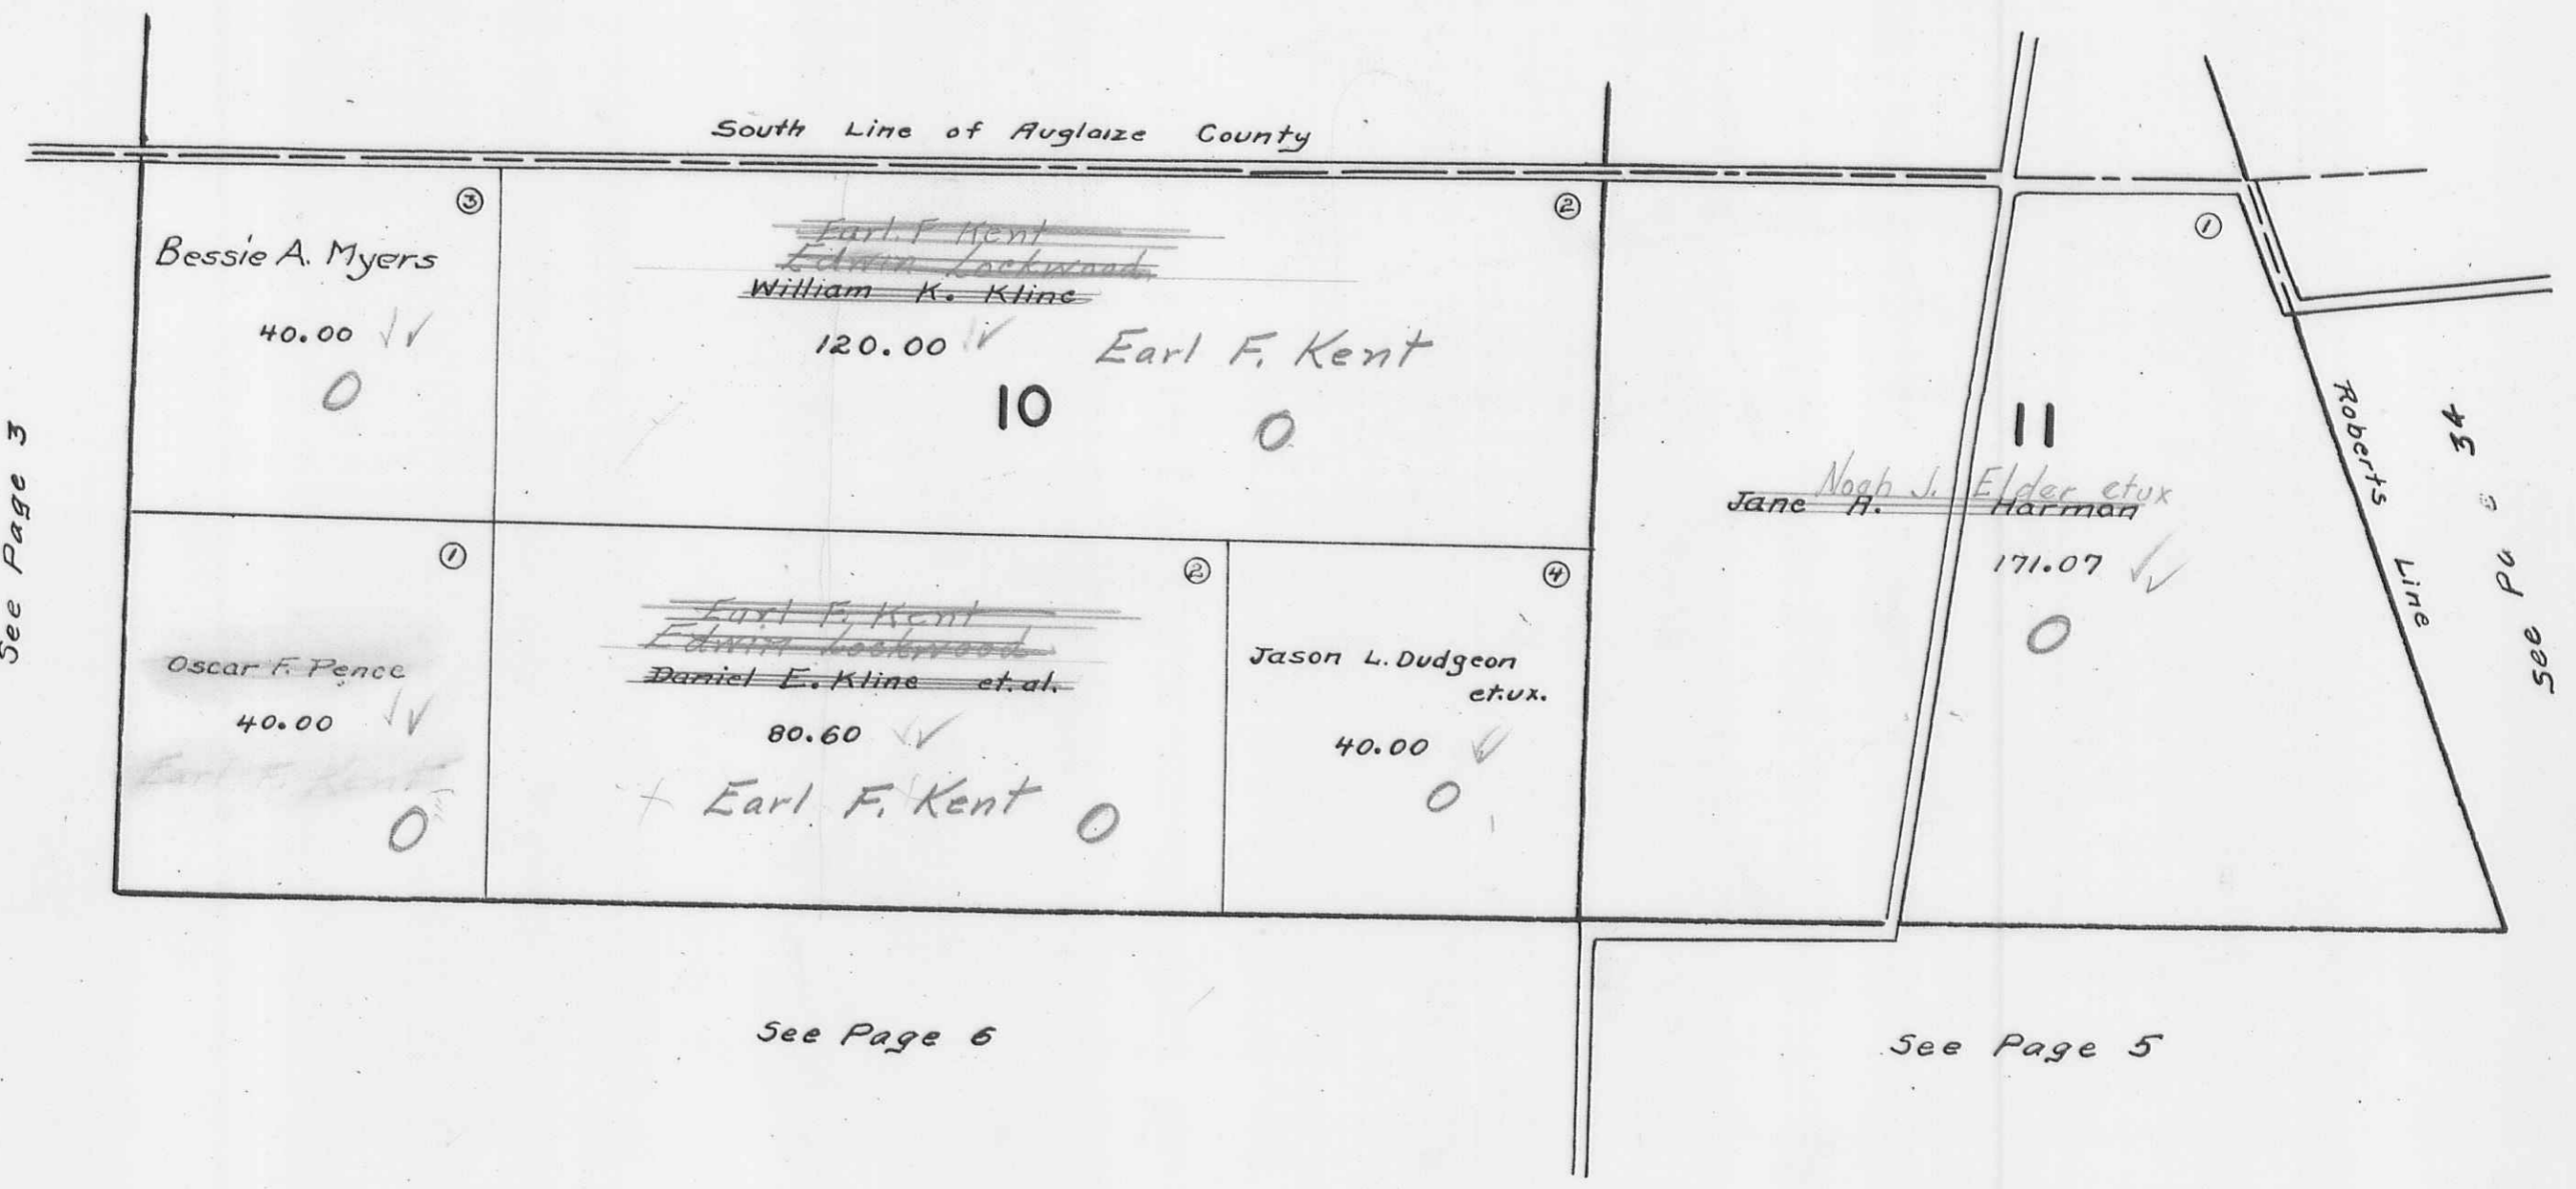 South Line of Auglaize County
③
Bessie A. Myers
40.00
0
②
Earl. F Kent
Edwin Lockwood
William K. Kline
120.00
Earl F. Kent
10
0
①
11
Noah J. Elder etux
Jane A. Harman
171.07
0
Roberts Line
See Page 3
See 34
①
Oscar F. Pence
40.00
Earl F. Kent
0
②
Earl F. Kent
Edwin Lockwood
Daniel E. Kline et.al.
80.60
Earl F. Kent
0
④
Jason L. Dudgeon
et.ux.
40.00
0
See Page 6
See Page 5